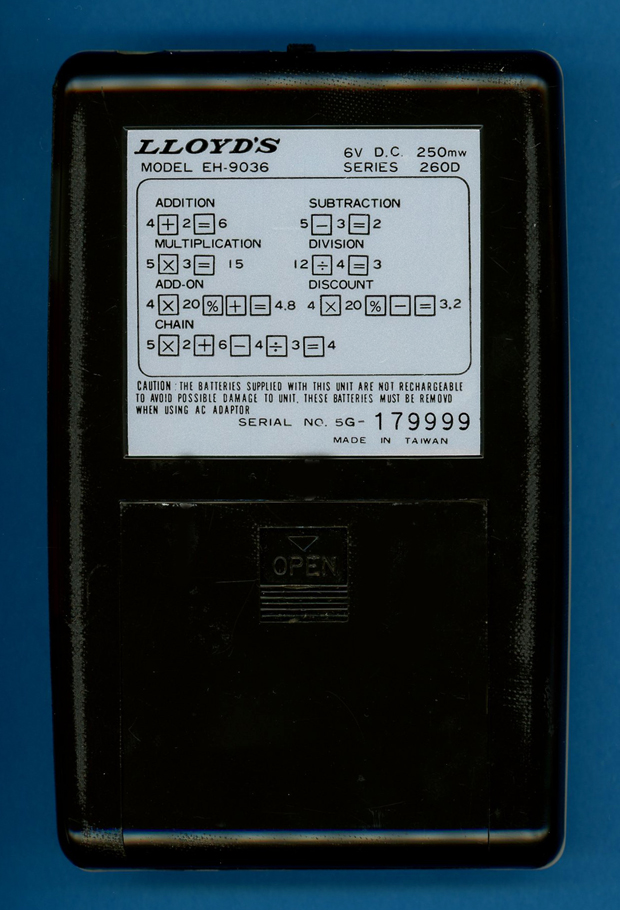 LLOYD'S 6V D.C. 250mw
MODEL EH-9036 SERIES 260D
ADDITION SUBTRACTION
4 + 2 = 6 5 − 3 = 2
MULTIPLICATION DIVISION
5 × 3 = 15 12 ÷ 4 = 3
ADD-ON DISCOUNT
4 × 20 % + = 4.8 4 × 20 % − = 3.2
CHAIN
5 × 2 + 6 − 4 ÷ 3 = 4
CAUTION : THE BATTERIES SUPPLIED WITH THIS UNIT ARE NOT RECHARGEABLE
TO AVOID POSSIBLE DAMAGE TO UNIT, THESE BATTERIES MUST BE REMOVD
WHEN USING AC ADAPTOR
SERIAL NO. 5G- 179999
MADE IN TAIWAN
OPEN